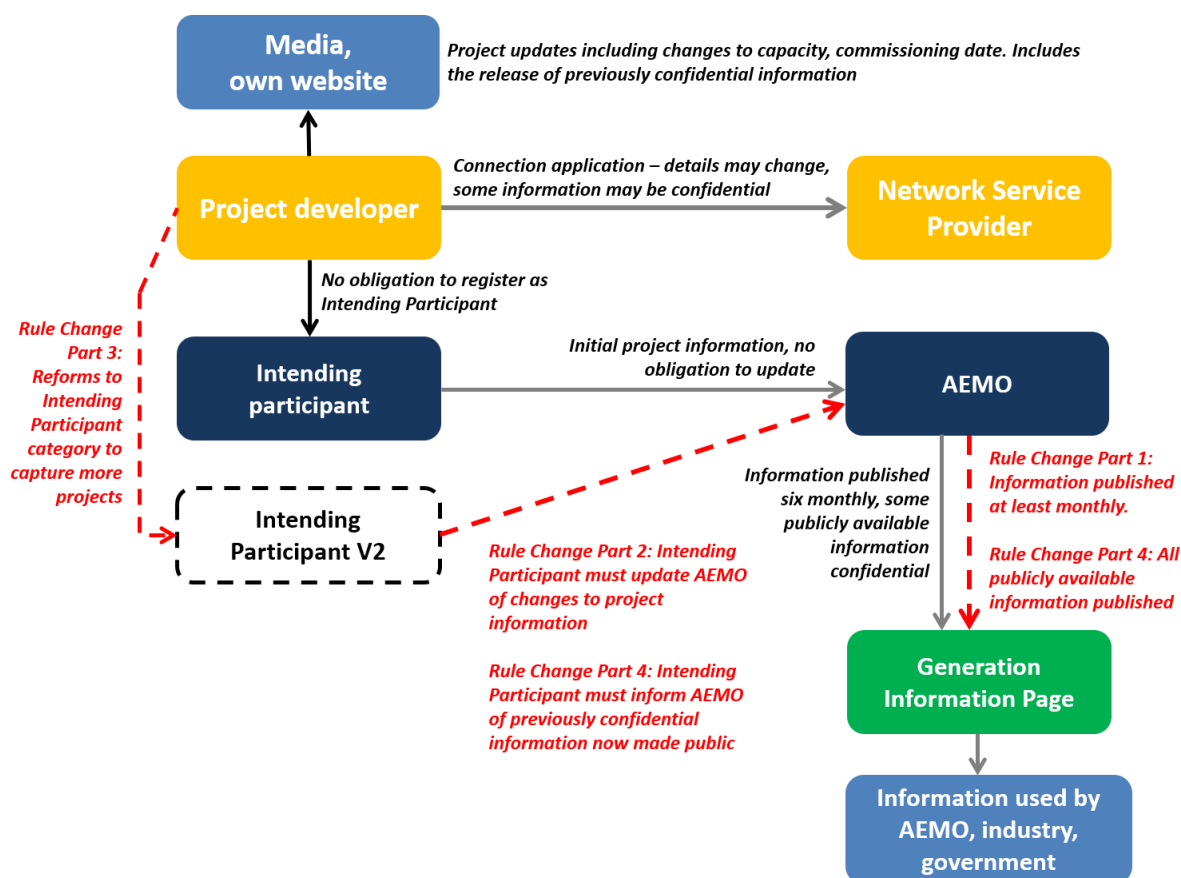 Media,
own website
Project updates including changes to capacity, commissioning date. Includes
the release of previously confidential information
Project developer
Connection application – details may change,
some information may be confidential
Network Service
Provider
No obligation to register as
Intending Participant
Rule Change
Part 3:
Reforms to
Intending
Participant
category to
capture more
projects
Intending
participant
Initial project information, no
obligation to update
AEMO
Intending
Participant V2
Rule Change Part 2: Intending
Participant must update AEMO
of changes to project
information
Rule Change Part 4: Intending
Participant must inform AEMO
of previously confidential
information now made public
Information published
six monthly, some
publicly available
information
confidential
Rule Change Part 1:
Information published
at least monthly.
Rule Change Part 4: All
publicly available
information published
Generation
Information Page
Information used by
AEMO, industry,
government